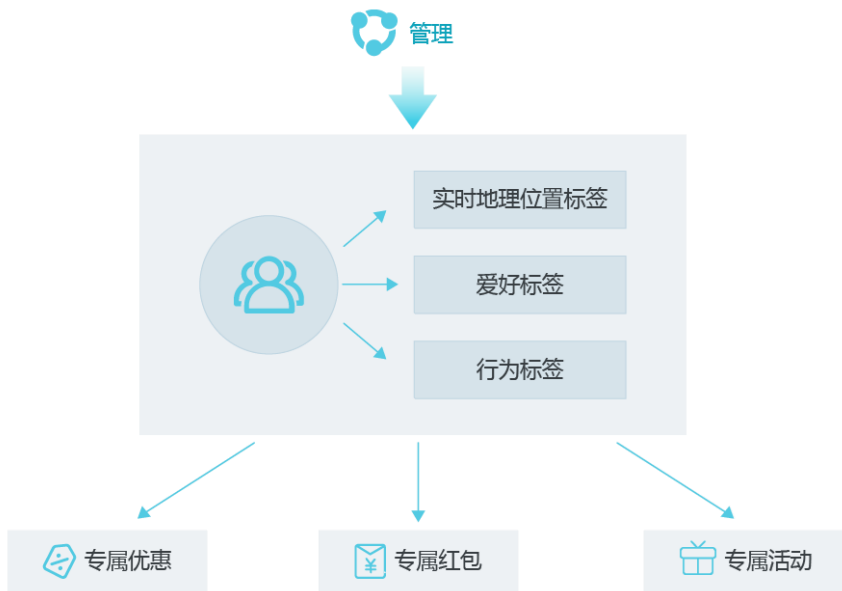 管理
实时地理位置标签
爱好标签
行为标签
专属优惠
专属红包
专属活动